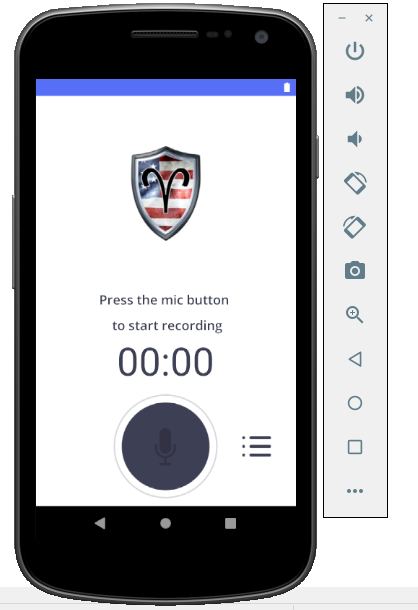 Press the mic button
to start recording
00:00